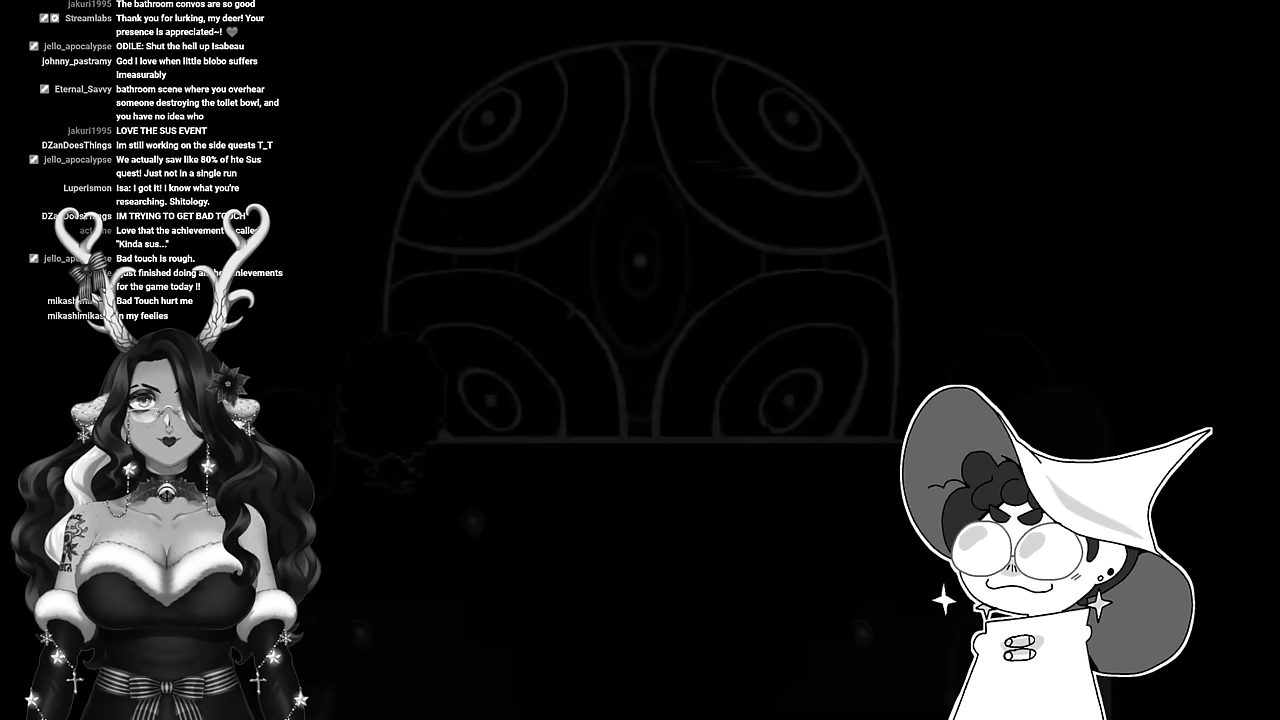 jakuri1995 The bathroom convos are so good
Streamlabs Thank you for lurking, my deer! Your
presence is appreciated~!
jello_apocalypse ODILE: Shut the hell up Isabeau
johnny_pastramy God I love when little blobo suffers
imeasurably
Eternal_Savvy bathroom scene where you overhear
someone destroying the toilet bowl, and
you have no idea who
jakuri1995 LOVE THE SUS EVENT
DZanDoesThings Im still working on the side quests T_T
jello_apocalypse We actually saw like 80% of hte Sus
quest! Just not in a single run
Luperismon Isa: I got it! I know what you're
researching. Shitology.
IM TRYING TO GET BAD TOUCH
Love that the achievement called
"Kinda sus..."
Bad touch is rough.
just finished doing
for the game today !!
Bad Touch hurt me
in my feelies